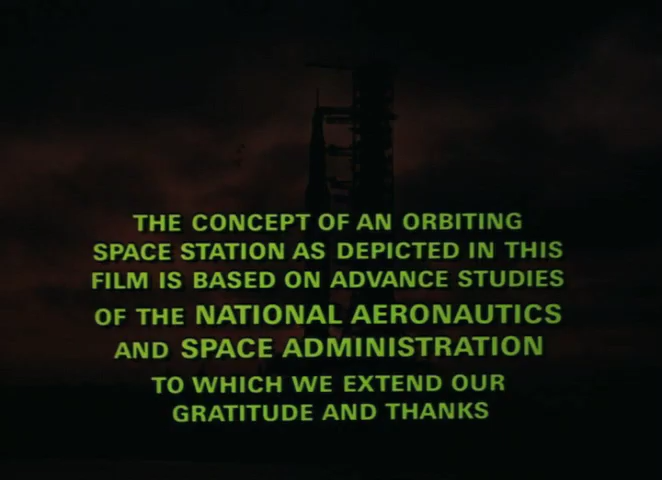 THE CONCEPT OF AN ORBITING
SPACE STATION AS DEPICTED IN THIS
FILM IS BASED ON ADVANCE STUDIES
OF THE NATIONAL AERONAUTICS
AND SPACE ADMINISTRATION
TO WHICH WE EXTEND OUR
GRATITUDE AND THANKS